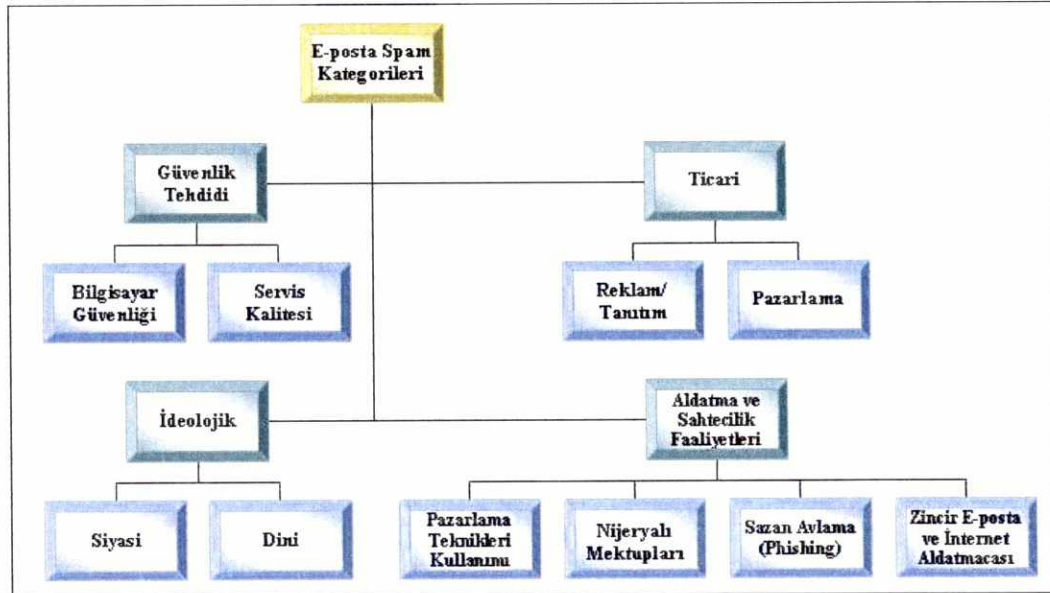 E-posta Spam
Kategorileri
Güvenlik
Tehdidi
Ticari
Bilgisayar
Güvenliği
Servis
Kalitesi
Reklam/
Tanıtım
Pazarlama
İdeolojik
Aldatma ve
Sahtecilik
Faaliyetleri
Siyasi
Dini
Pazarlama
Teknikleri
Kullanımı
Nijeryalı
Mektupları
Sazan Avlama
(Phishing)
Zincir E-posta
ve İnternet
Aldatmacası